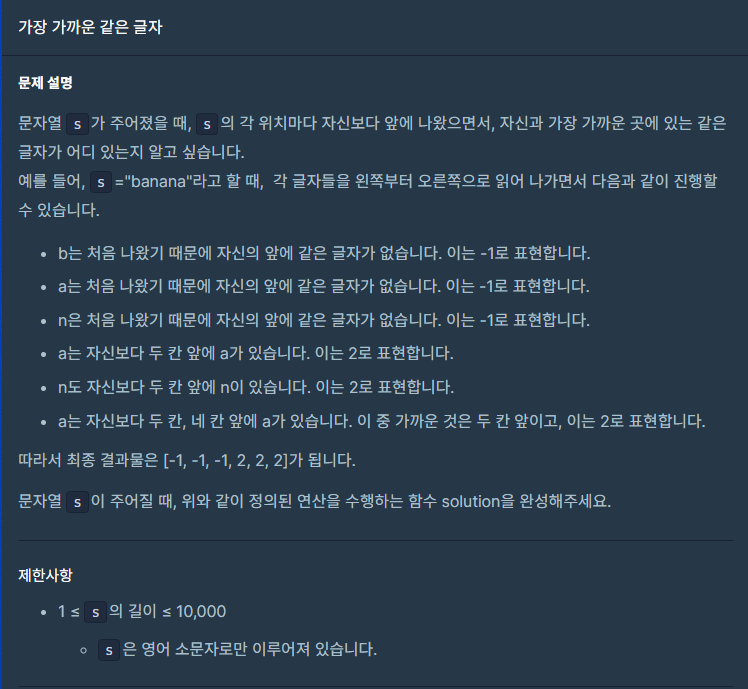 가장 가까운 같은 글자
문제 설명
문자열 s가 주어졌을 때, s의 각 위치마다 자신보다 앞에 나왔으면서, 자신과 가장 가까운 곳에 있는 같은
글자가 어디 있는지 알고 싶습니다.
예를 들어, s="banana"라고 할 때, 각 글자들을 왼쪽부터 오른쪽으로 읽어 나가면서 다음과 같이 진행할
수 있습니다.
• b는 처음 나왔기 때문에 자신의 앞에 같은 글자가 없습니다. 이는 -1로 표현합니다.
• a는 처음 나왔기 때문에 자신의 앞에 같은 글자가 없습니다. 이는 -1로 표현합니다.
• n은 처음 나왔기 때문에 자신의 앞에 같은 글자가 없습니다. 이는 -1로 표현합니다.
• a는 자신보다 두 칸 앞에 a가 있습니다. 이는 2로 표현합니다.
• n도 자신보다 두 칸 앞에 n이 있습니다. 이는 2로 표현합니다.
• a는 자신보다 두 칸, 네 칸 앞에 a가 있습니다. 이 중 가까운 것은 두 칸 앞이고, 이는 2로 표현합니다.
따라서 최종 결과물은 [-1, -1, -1, 2, 2, 2]가 됩니다.
문자열 s이 주어질 때, 위와 같이 정의된 연산을 수행하는 함수 solution을 완성해주세요.
제한사항
• 1 ≤ s의 길이 ≤ 10,000
◦ s은 영어 소문자로만 이루어져 있습니다.